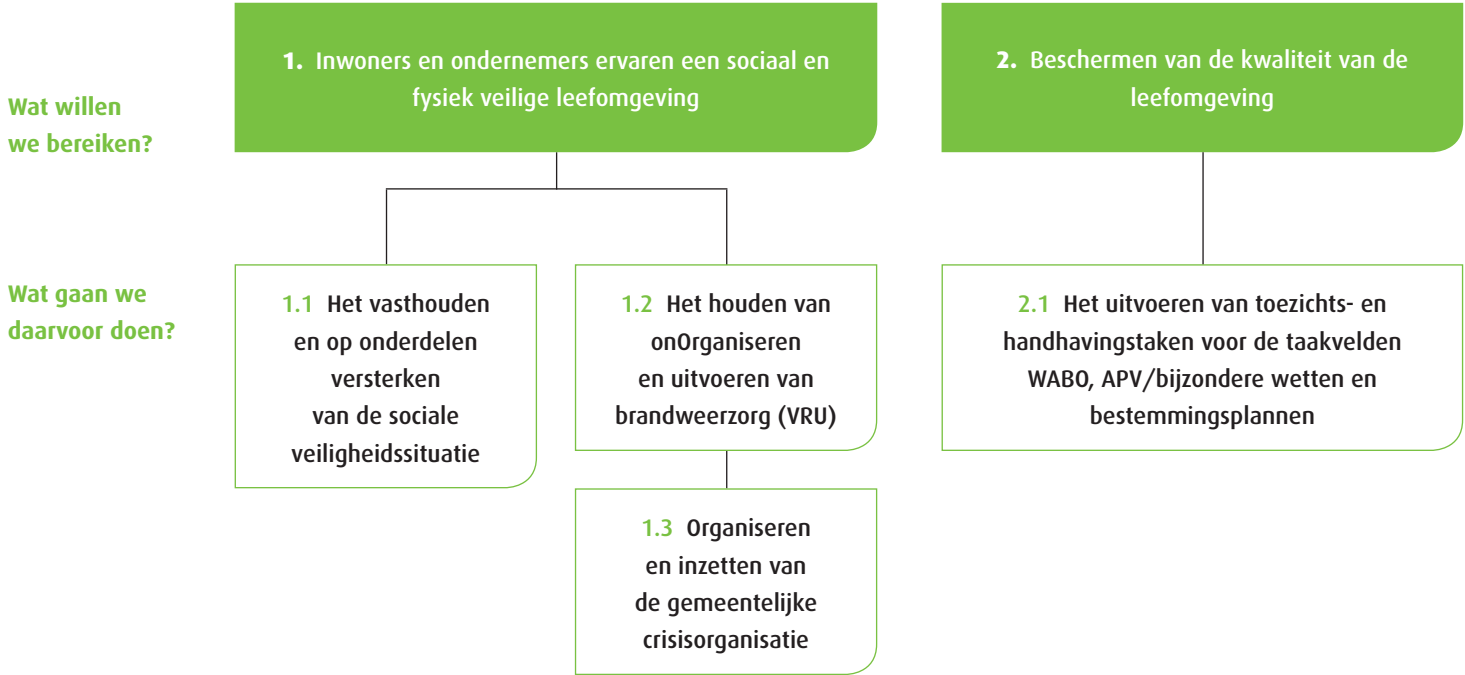 Wat willen
we bereiken?
1. Inwoners en ondernemers ervaren een sociaal en
fysiek veilige leefomgeving
2. Beschermen van de kwaliteit van de
leefomgeving
Wat gaan we
daarvoor doen?
1.1 Het vasthouden
en op onderdelen
versterken
van de sociale
veiligheidssituatie
1.2 Het houden van
onOrganiseren
en uitvoeren van
brandweerzorg (VRU)
1.3 Organiseren
en inzetten van
de gemeentelijke
crisisorganisatie
2.1 Het uitvoeren van toezichts- en
handhavingstaken voor de taakvelden
WABO, APV/bijzondere wetten en
bestemmingsplannen